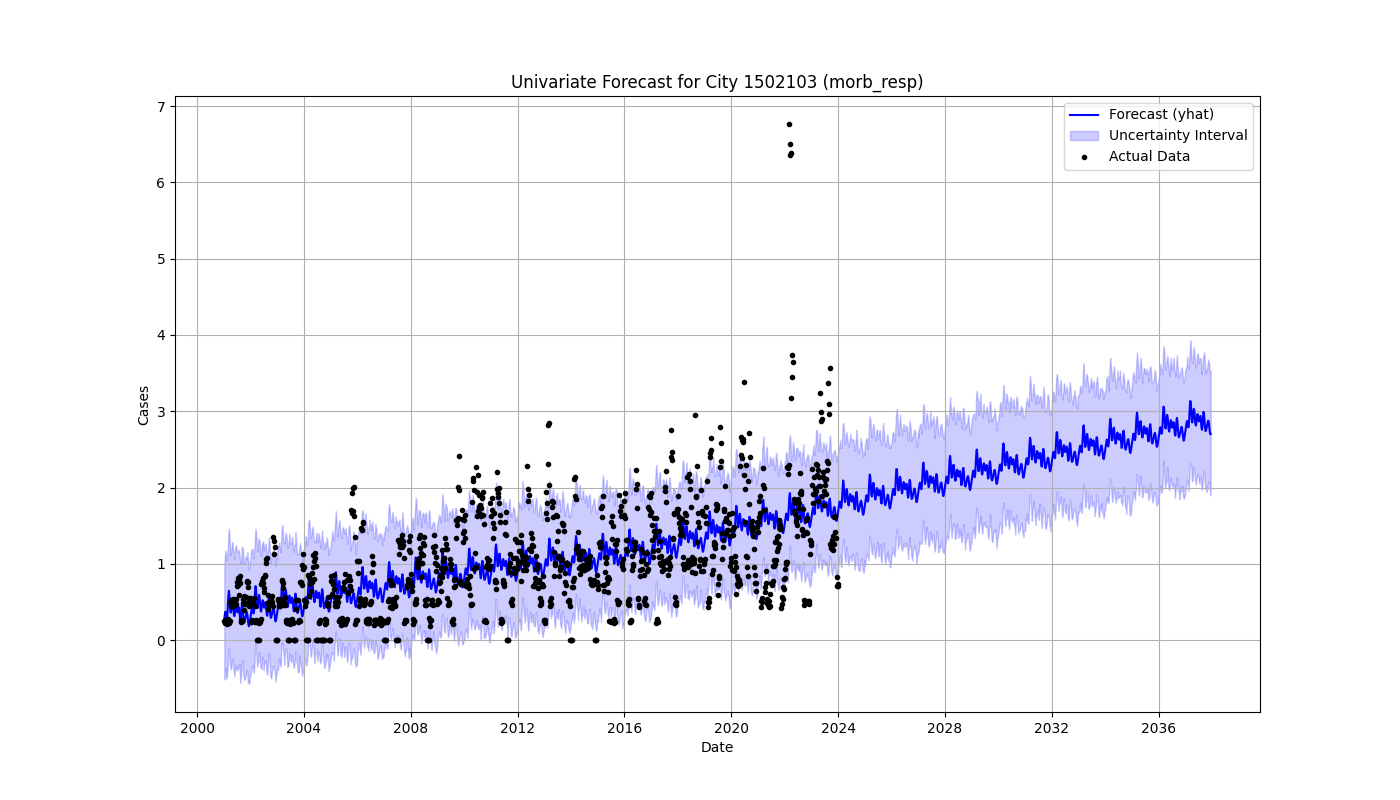 Univariate Forecast for City 1502103 (morb_resp)
Forecast (yhat)
Uncertainty Interval
Actual Data
7
6
5
4
3
2
1
0
Cases
2000 2004 2008 2012 2016 2020 2024 2028 2032 2036
Date